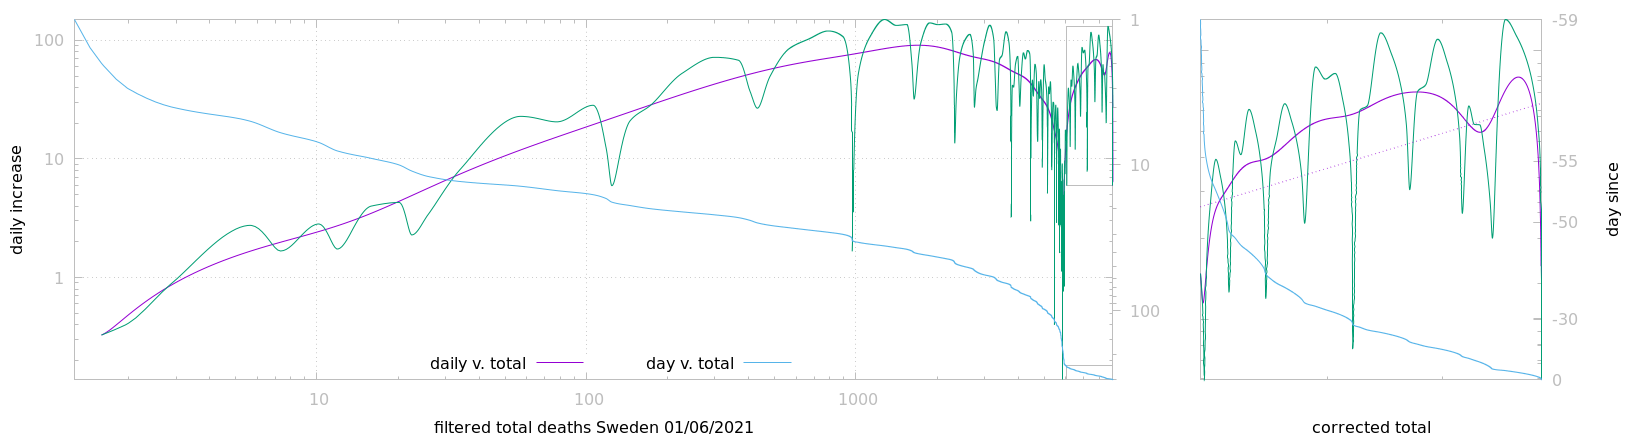 100
10
1
daily increase
1
10
100
daily v. total
day v. total
10
100
1000
filtered total deaths Sweden 01/06/2021
-59
-55
-50
-30
0
day since
corrected total